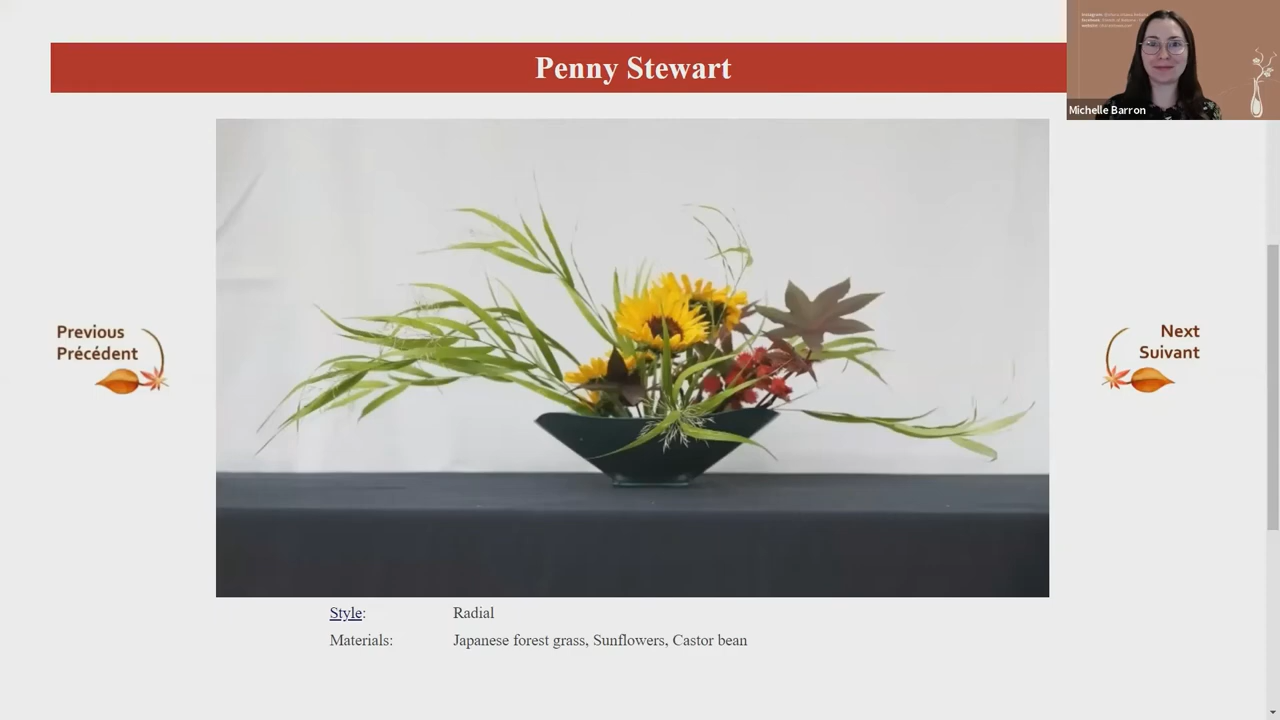 Penny Stewart
Michelle Barron
Previous
Précédent
Next
Suivant
Style: Radial
Materials: Japanese forest grass, Sunflowers, Castor bean